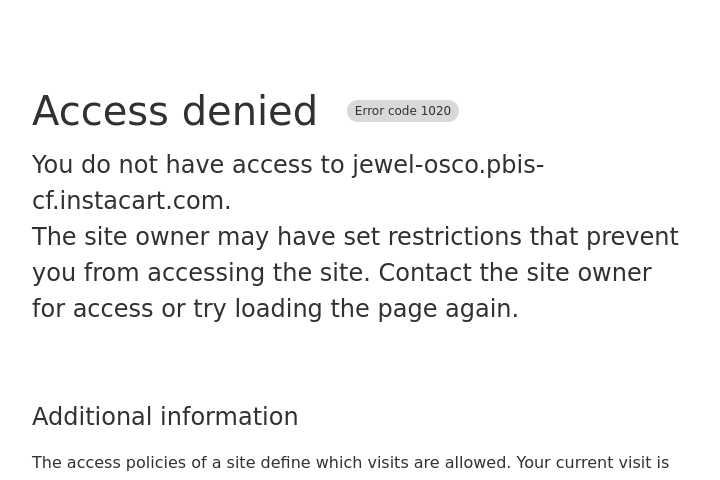 Access denied
Error code 1020
You do not have access to jewel-osco.pbis-
cf.instacart.com.
The site owner may have set restrictions that prevent
you from accessing the site. Contact the site owner
for access or try loading the page again.
Additional information
The access policies of a site define which visits are allowed. Your current visit is